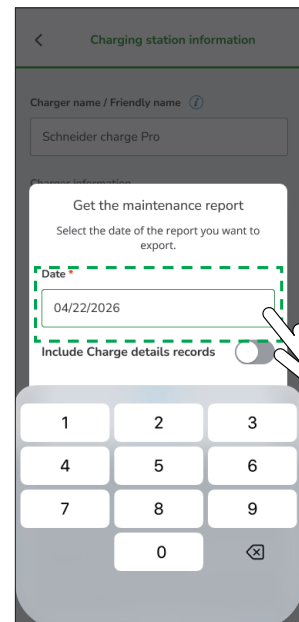 Charging station information
Charger name / Friendly name i
Schneider charge Pro
Charger information
Get the maintenance report
Select the date of the report you want to
export.
Date *
04/22/2026
Include Charge details records
1 2 3
4 5 6
7 8 9
0